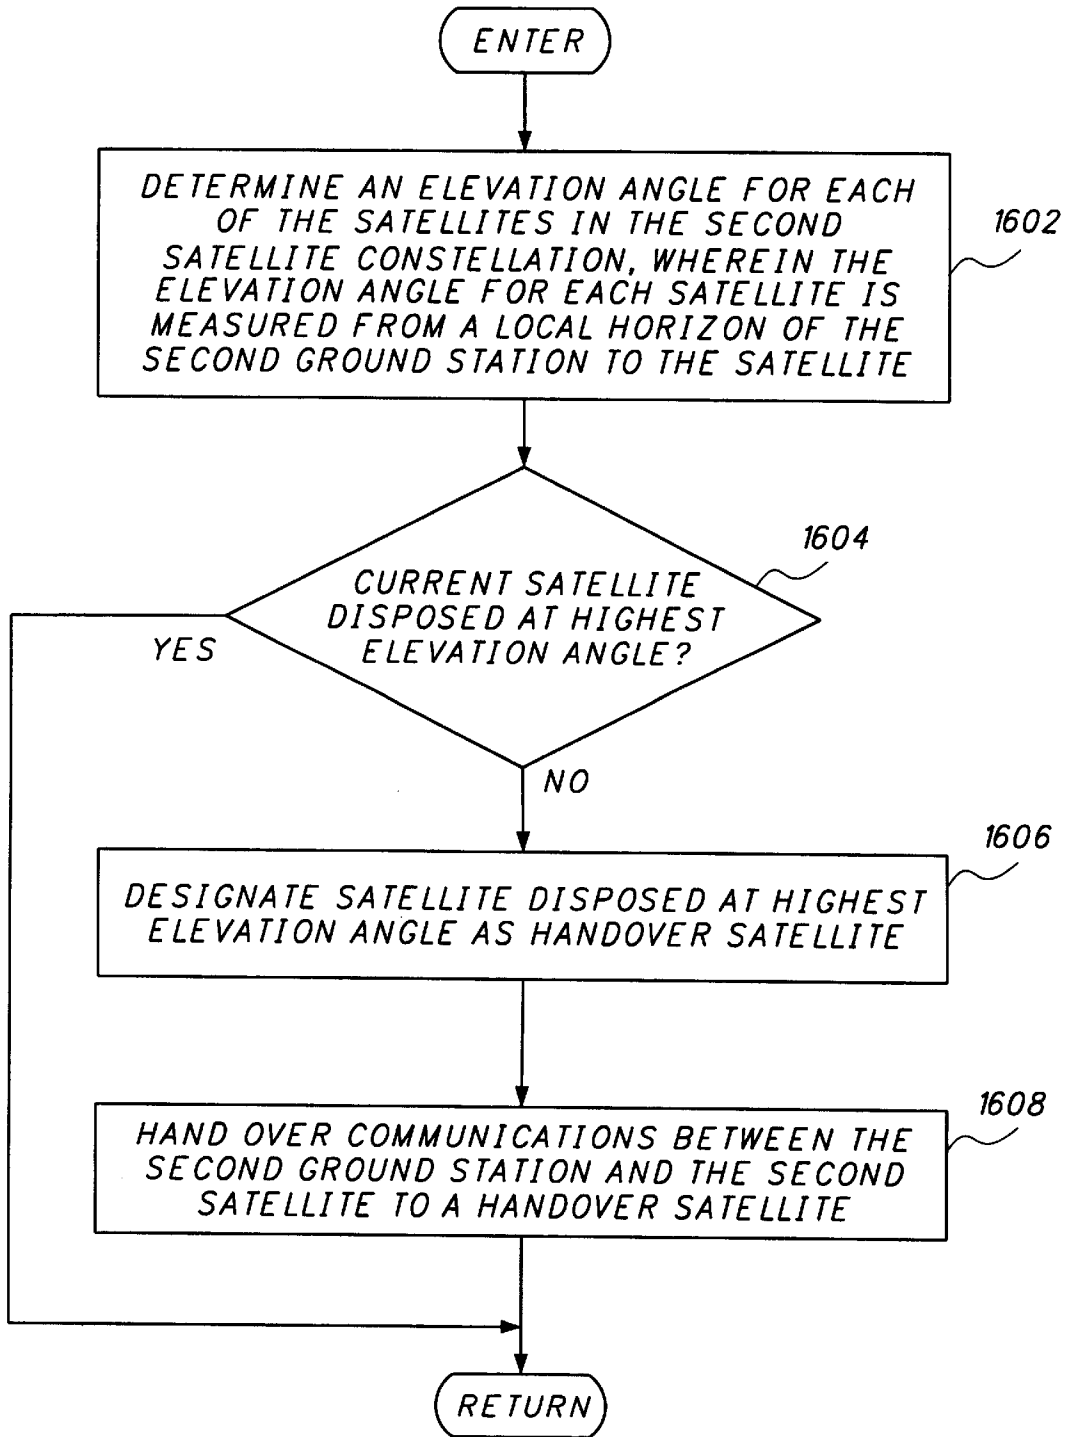 ENTER
DETERMINE AN ELEVATION ANGLE FOR EACH
OF THE SATELLITES IN THE SECOND
SATELLITE CONSTELLATION, WHEREIN THE
ELEVATION ANGLE FOR EACH SATELLITE IS
MEASURED FROM A LOCAL HORIZON OF THE
SECOND GROUND STATION TO THE SATELLITE
1602
1604
CURRENT SATELLITE
DISPOSED AT HIGHEST
ELEVATION ANGLE?
YES
NO
1606
DESIGNATE SATELLITE DISPOSED AT HIGHEST
ELEVATION ANGLE AS HANDOVER SATELLITE
1608
HAND OVER COMMUNICATIONS BETWEEN THE
SECOND GROUND STATION AND THE SECOND
SATELLITE TO A HANDOVER SATELLITE
RETURN